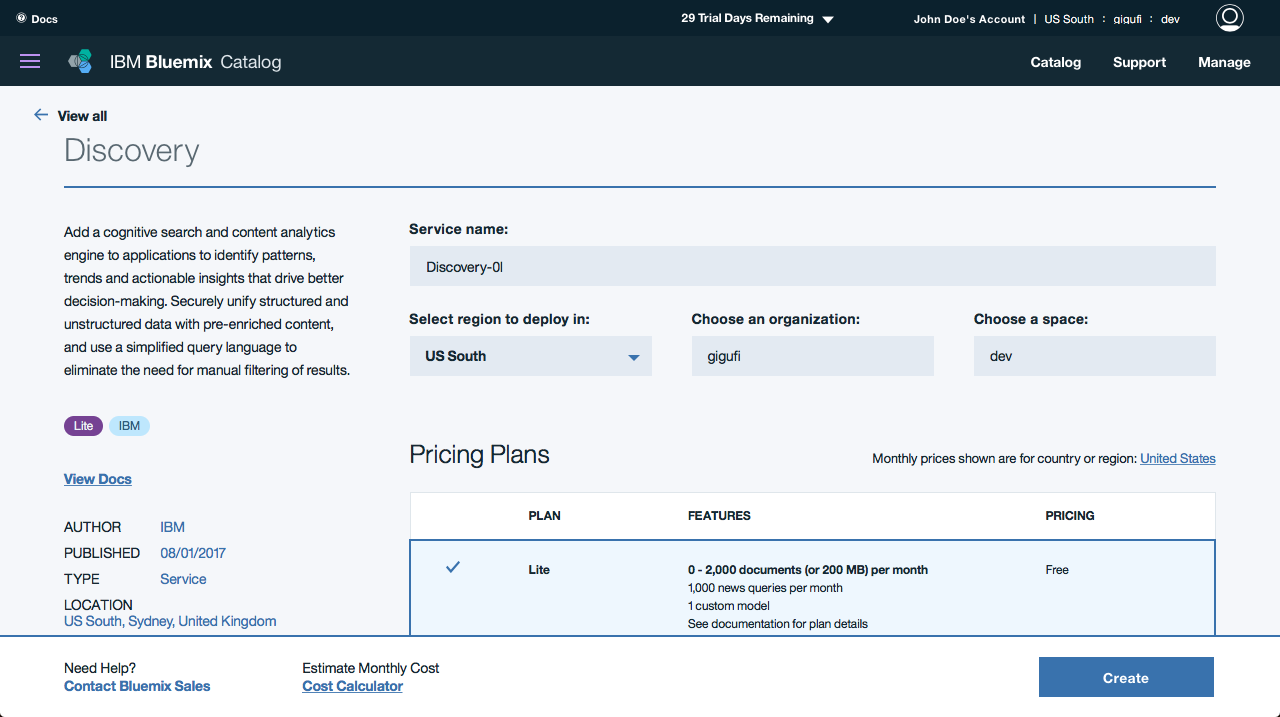 Docs
29 Trial Days Remaining
John Doe's Account | US South : gigufi : dev
IBM Bluemix Catalog
Catalog Support Manage
View all
Discovery
Add a cognitive search and content analytics
engine to applications to identify patterns,
trends and actionable insights that drive better
decision-making. Securely unify structured and
unstructured data with pre-enriched content,
and use a simplified query language to
eliminate the need for manual filtering of results.
Lite IBM
View Docs
AUTHOR IBM
PUBLISHED 08/01/2017
TYPE Service
LOCATION
US South, Sydney, United Kingdom
Service name:
Discovery-0l
Select region to deploy in: Choose an organization: Choose a space:
US South gigufi dev
Pricing Plans
Monthly prices shown are for country or region: United States
PLAN FEATURES PRICING
Lite 0 - 2,000 documents (or 200 MB) per month Free
1,000 news queries per month
1 custom model
See documentation for plan details
Need Help? Estimate Monthly Cost
Contact Bluemix Sales Cost Calculator
Create